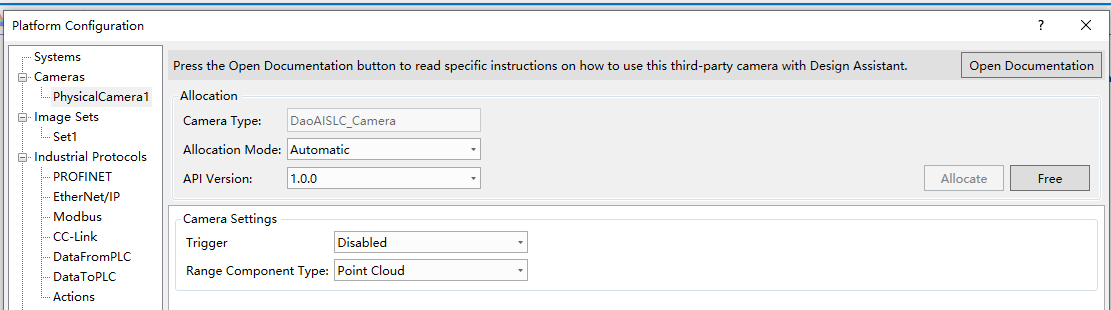 Platform Configuration
?
Systems
Cameras
PhysicalCamera1
Image Sets
Set1
Industrial Protocols
PROFINET
EtherNet/IP
Modbus
CC-Link
DataFromPLC
DataToPLC
Actions
Press the Open Documentation button to read specific instructions on how to use this third-party camera with Design Assistant.
Open Documentation
Allocation
Camera Type: DaoAISLC_Camera
Allocation Mode: Automatic
API Version: 1.0.0
Allocate Free
Camera Settings
Trigger Disabled
Range Component Type: Point Cloud